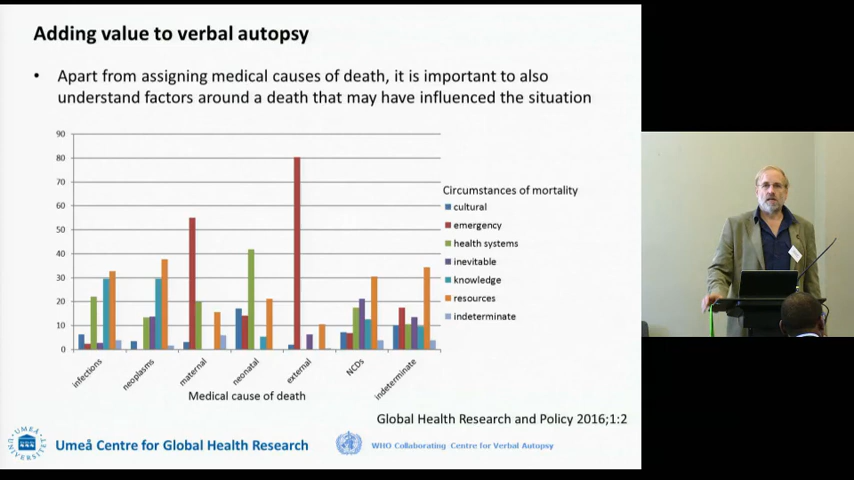 Adding value to verbal autopsy
• Apart from assigning medical causes of death, it is important to also
understand factors around a death that may have influenced the situation
90
80
70
60
50
40
30
20
10
0
infections
neoplasms
maternal
neonatal
external
NCDs
indeterminate
Medical cause of death
Circumstances of mortality
cultural
emergency
health systems
inevitable
knowledge
resources
indeterminate
Global Health Research and Policy 2016;1:2
UMEÅ UNIVERSITET
Umeå Centre for Global Health Research
WHO Collaborating Centre for Verbal Autopsy